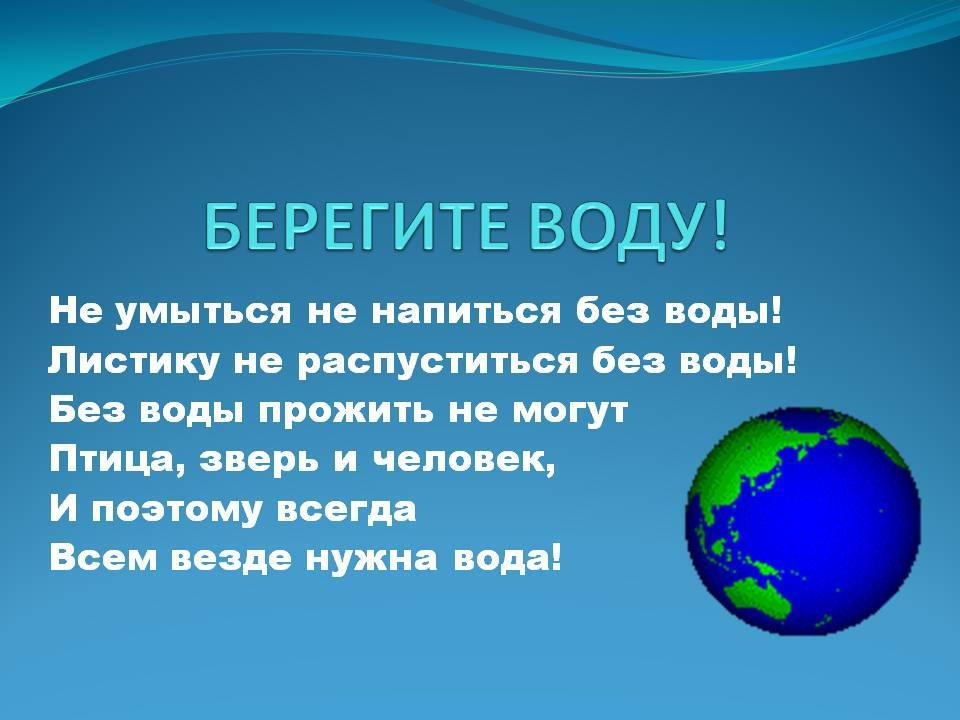 БЕРЕГИТЕ ВОДУ!
Не умыться не напиться без воды!
Листику не распуститься без воды!
Без воды прожить не могут
Птица, зверь и человек,
И поэтому всегда
Всем везде нужна вода!